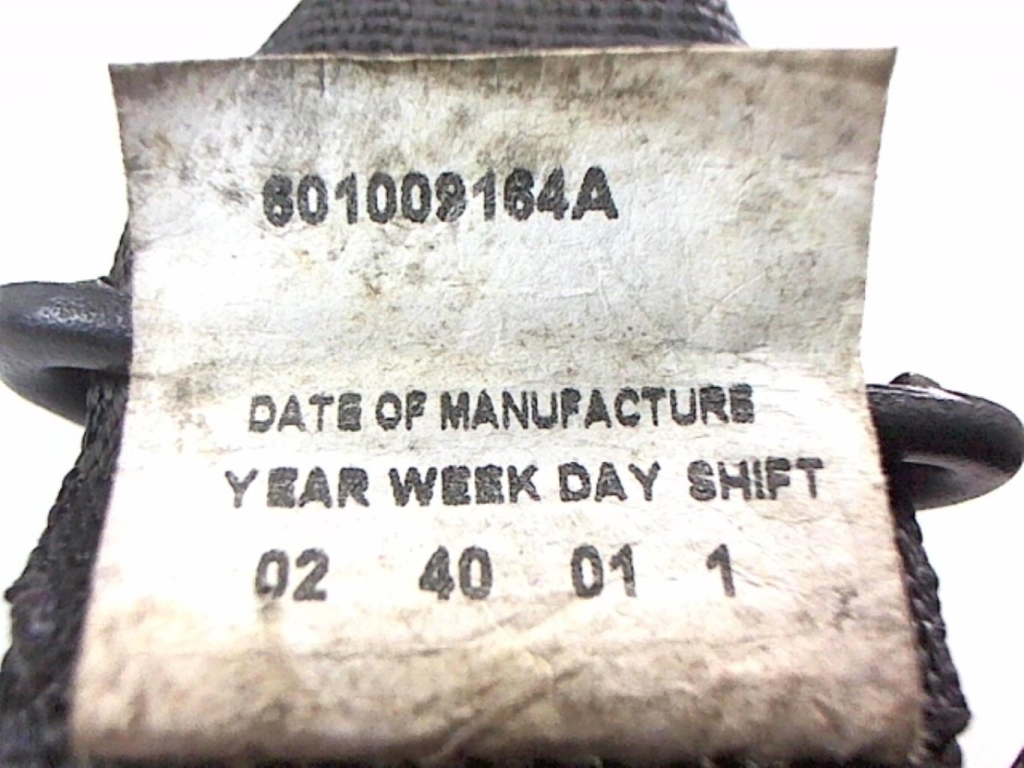 601009164A
DATE OF MANUFACTURE
YEAR WEEK DAY SHIFT
02 40 01 1